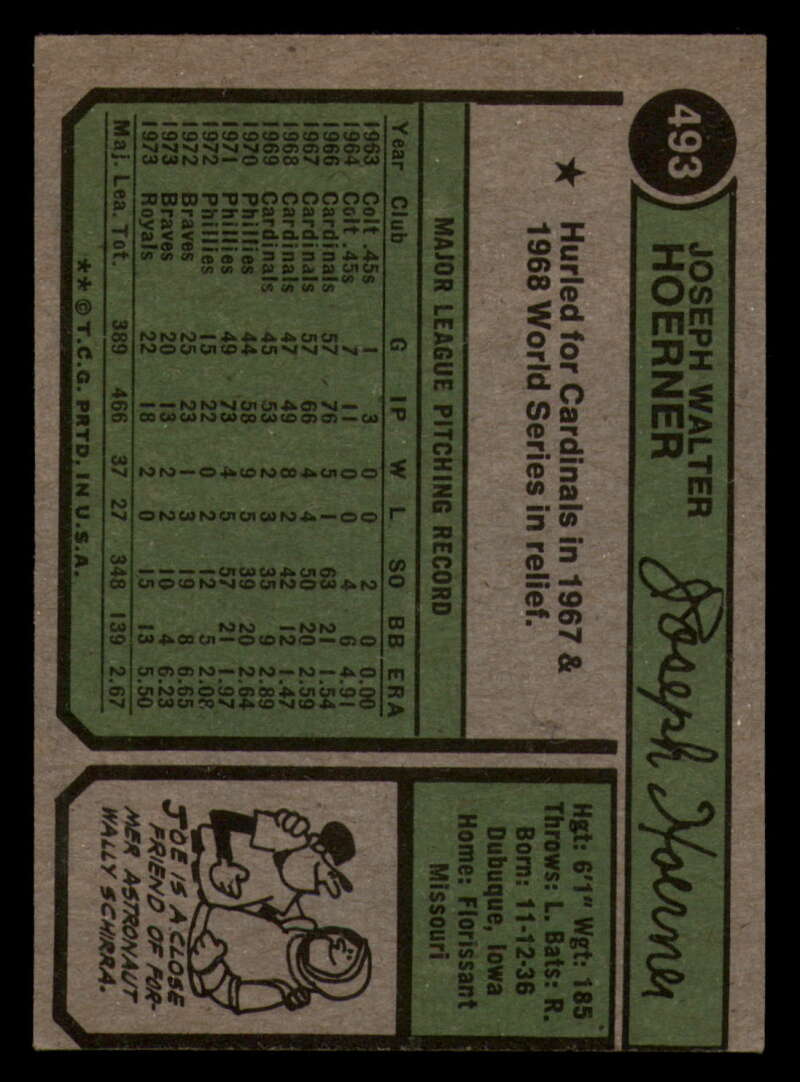 493
JOSEPH WALTER
HOERNER
Joseph Hoerner
★ Hurled for Cardinals in 1967 &
1968 World Series in relief.
Hgt: 6'1" Wgt: 185
Throws: L. Bats: R.
Born: 11-12-36
Dubuque, Iowa
Home: Florissant
Missouri
MAJOR LEAGUE PITCHING RECORD
Year Club G IP W L SO BB ERA
1963 Colt .45s 1 3 0 0 2 0 0.00
1964 Colt .45s 7 11 0 0 4 6 4.91
1966 Cardinals 57 76 5 1 63 21 1.54
1967 Cardinals 57 66 4 4 50 20 2.59
1968 Cardinals 47 49 8 2 42 12 1.47
1969 Cardinals 45 53 2 3 35 9 2.89
1970 Phillies 44 58 9 5 39 20 2.64
1971 Phillies 49 73 4 5 57 21 1.97
1972 Phillies 15 22 0 2 12 5 2.08
1972 Braves 25 23 1 3 19 8 6.65
1973 Braves 20 13 2 2 10 4 6.23
1973 Royals 22 18 2 0 15 13 5.50
Maj. Lea. Tot. 389 466 37 27 348 139 2.67
**© T.C.G. PRTD. IN U.S.A.
JOE IS A CLOSE
FRIEND OF FOR-
MER ASTRONAUT
WALLY SCHIRRA.